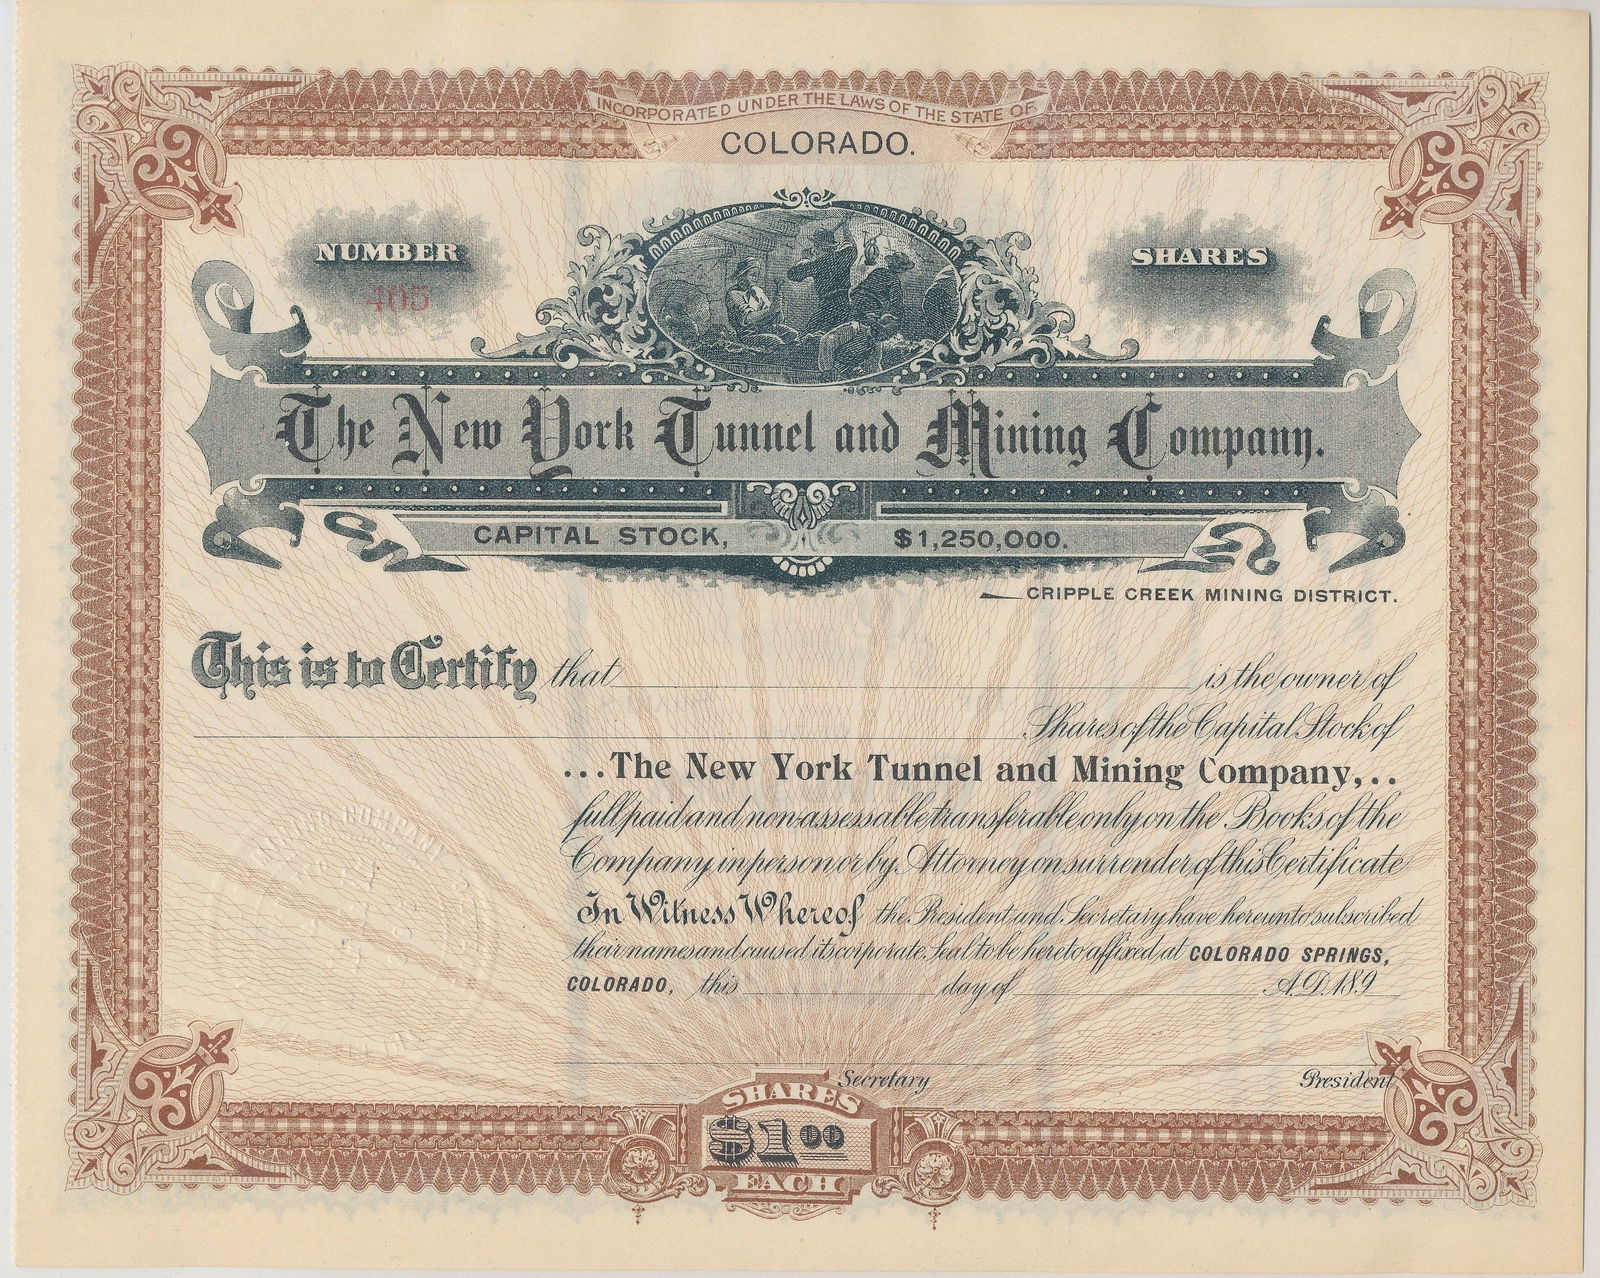 INCORPORATED UNDER THE LAWS OF THE STATE OF
COLORADO.
NUMBER
405
SHARES
The New York Tunnel and Mining Company.
CAPITAL STOCK, $1,250,000.
CRIPPLE CREEK MINING DISTRICT.
This is to Certify that is the owner of
Shares of the Capital Stock of
...The New York Tunnel and Mining Company,...
full paid and non-assessable transferable only on the Books of the
Company in person or by Attorney on surrender of this Certificate
In Witness Whereof the President and Secretary have hereunto subscribed
their names and caused its corporate Seal to be hereto affixed at COLORADO SPRINGS,
COLORADO, this day of A.D. 189
Secretary
President
SHARES
$1.00
EACH
MINING COMPANY